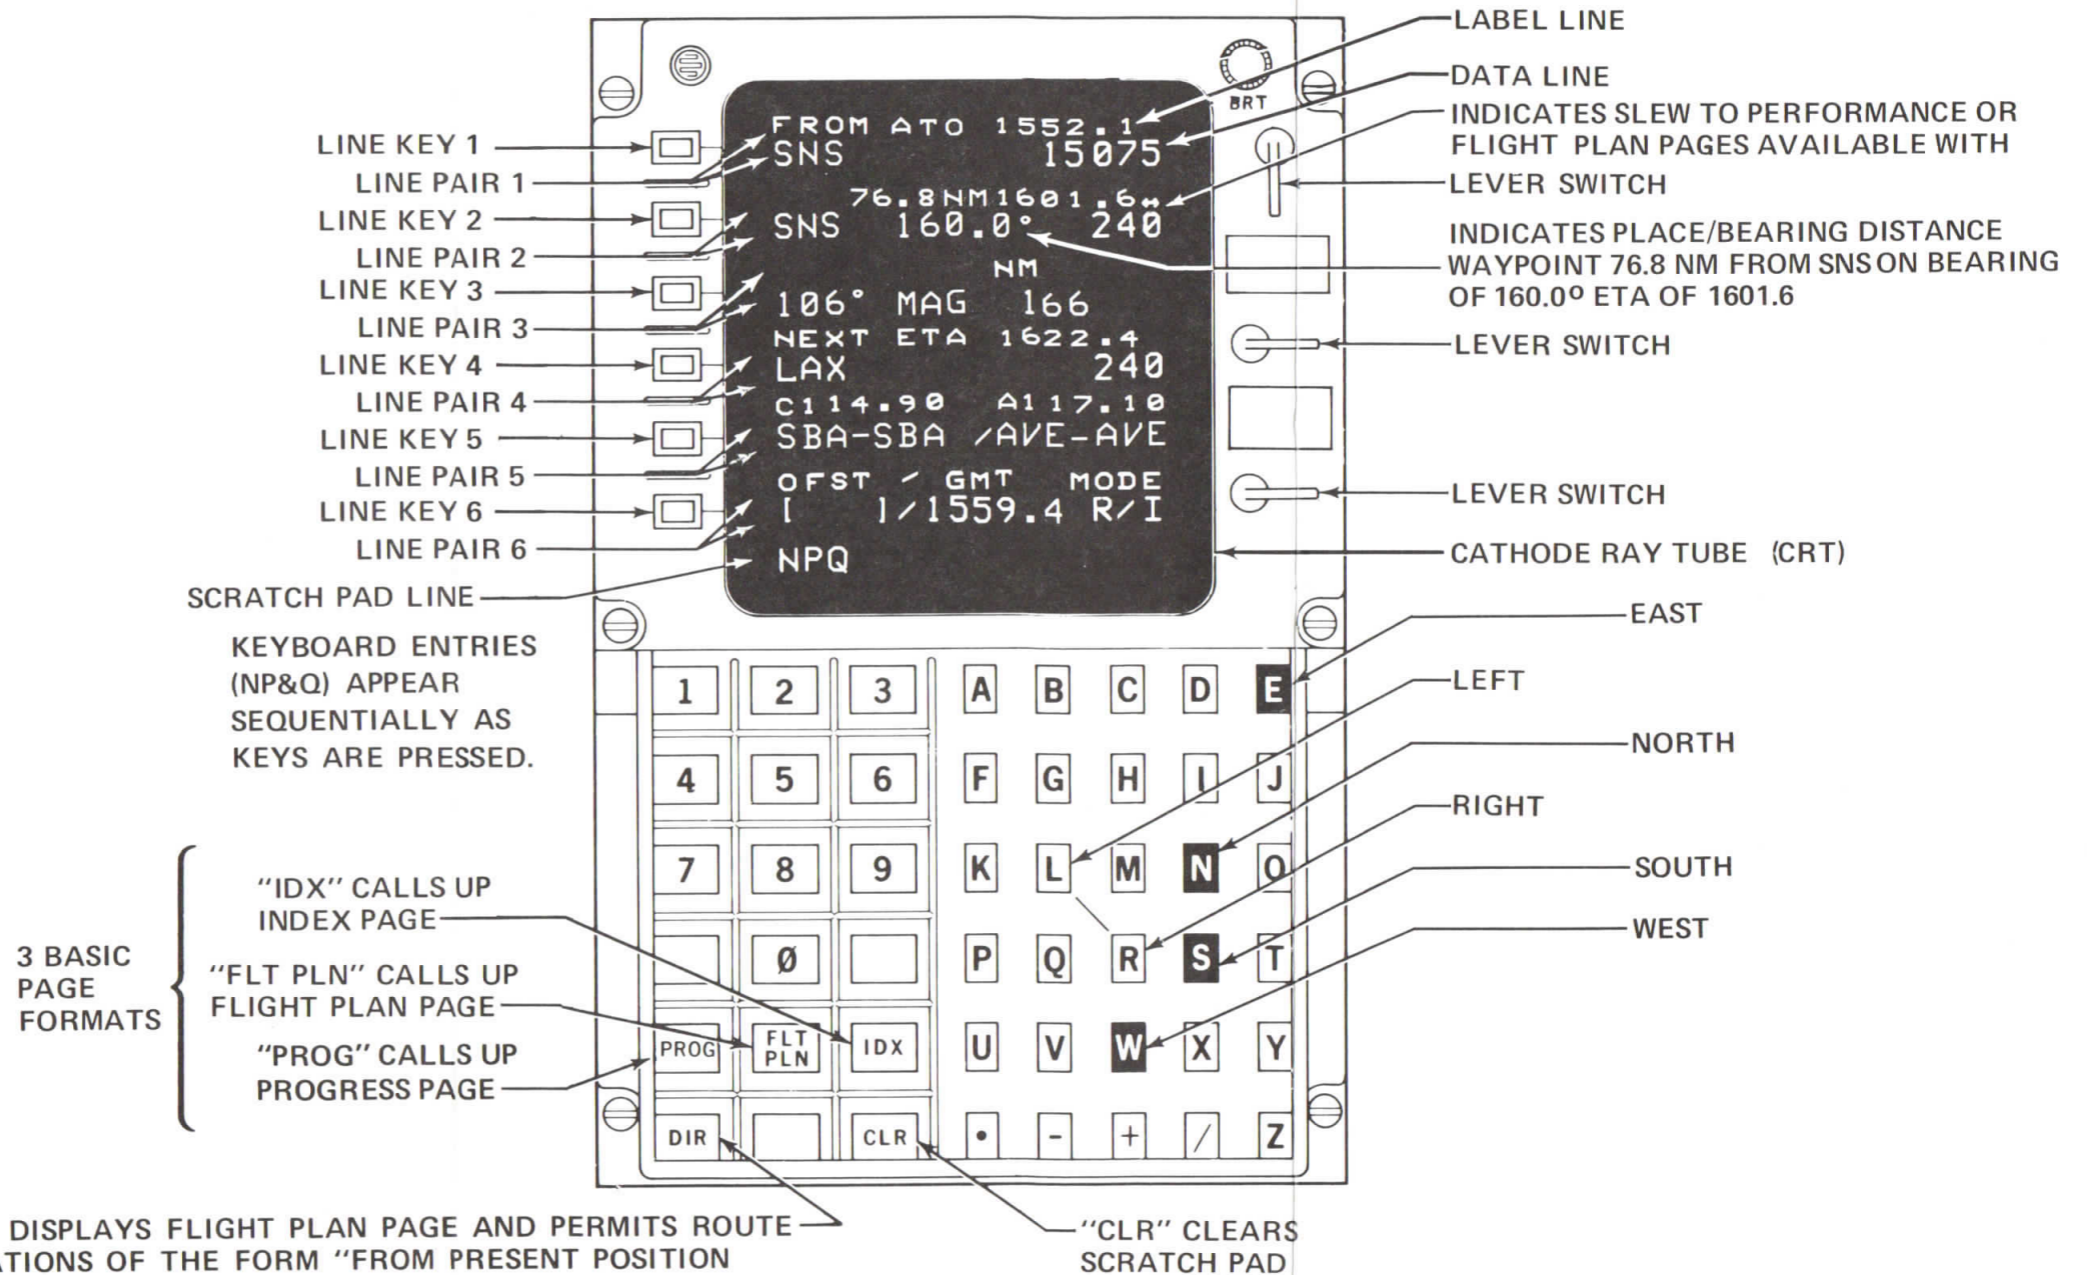 LABEL LINE
DATA LINE
INDICATES SLEW TO PERFORMANCE OR
FLIGHT PLAN PAGES AVAILABLE WITH
LEVER SWITCH
INDICATES PLACE/BEARING DISTANCE
WAYPOINT 76.8 NM FROM SNS ON BEARING
OF 160.0º ETA OF 1601.6
LEVER SWITCH
LEVER SWITCH
CATHODE RAY TUBE (CRT)
EAST
LEFT
NORTH
RIGHT
SOUTH
WEST
LINE KEY 1
LINE PAIR 1
LINE KEY 2
LINE PAIR 2
LINE KEY 3
LINE PAIR 3
LINE KEY 4
LINE PAIR 4
LINE KEY 5
LINE PAIR 5
LINE KEY 6
LINE PAIR 6
SCRATCH PAD LINE
KEYBOARD ENTRIES
(NP&Q) APPEAR
SEQUENTIALLY AS
KEYS ARE PRESSED.
3 BASIC
PAGE
FORMATS
"IDX" CALLS UP
INDEX PAGE
"FLT PLN" CALLS UP
FLIGHT PLAN PAGE
"PROG" CALLS UP
PROGRESS PAGE
BRT
FROM ATO 1552.1
SNS 15075
76.8NM1601.6
SNS 160.0° 240
NM
106° MAG 166
NEXT ETA 1622.4
LAX 240
C114.90 A117.10
SBA-SBA /AVE-AVE
OFST / GMT MODE
[ ]/1559.4 R/I
NPQ
1 2 3 A B C D E
4 5 6 F G H I J
7 8 9 K L M N O
Ø P Q R S T
PROG FLT PLN IDX U V W X Y
DIR CLR • - + / Z
DISPLAYS FLIGHT PLAN PAGE AND PERMITS ROUTE
OF THE FORM "FROM PRESENT POSITION
"CLR" CLEARS
SCRATCH PAD